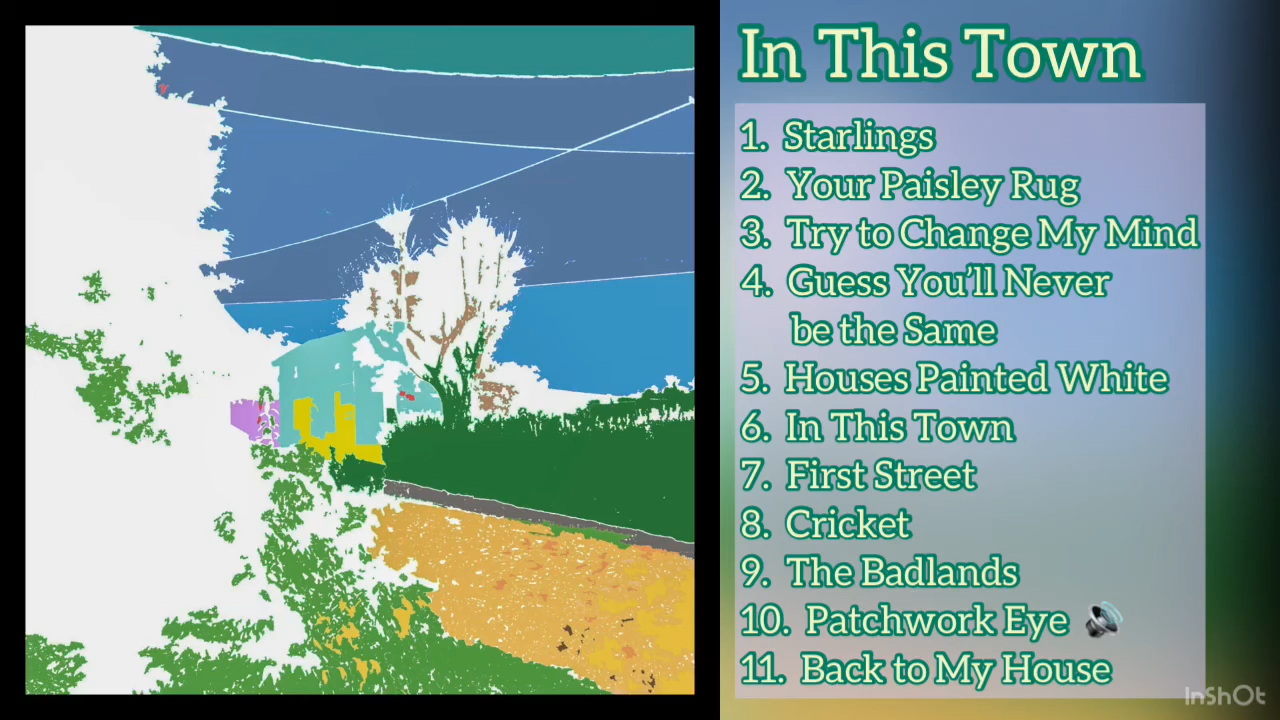 In This Town
1. Starlings
2. Your Paisley Rug
3. Try to Change My Mind
4. Guess You'll Never
be the Same
5. Houses Painted White
6. In This Town
7. First Street
8. Cricket
9. The Badlands
10. Patchwork Eye
11. Back to My House
InShOt